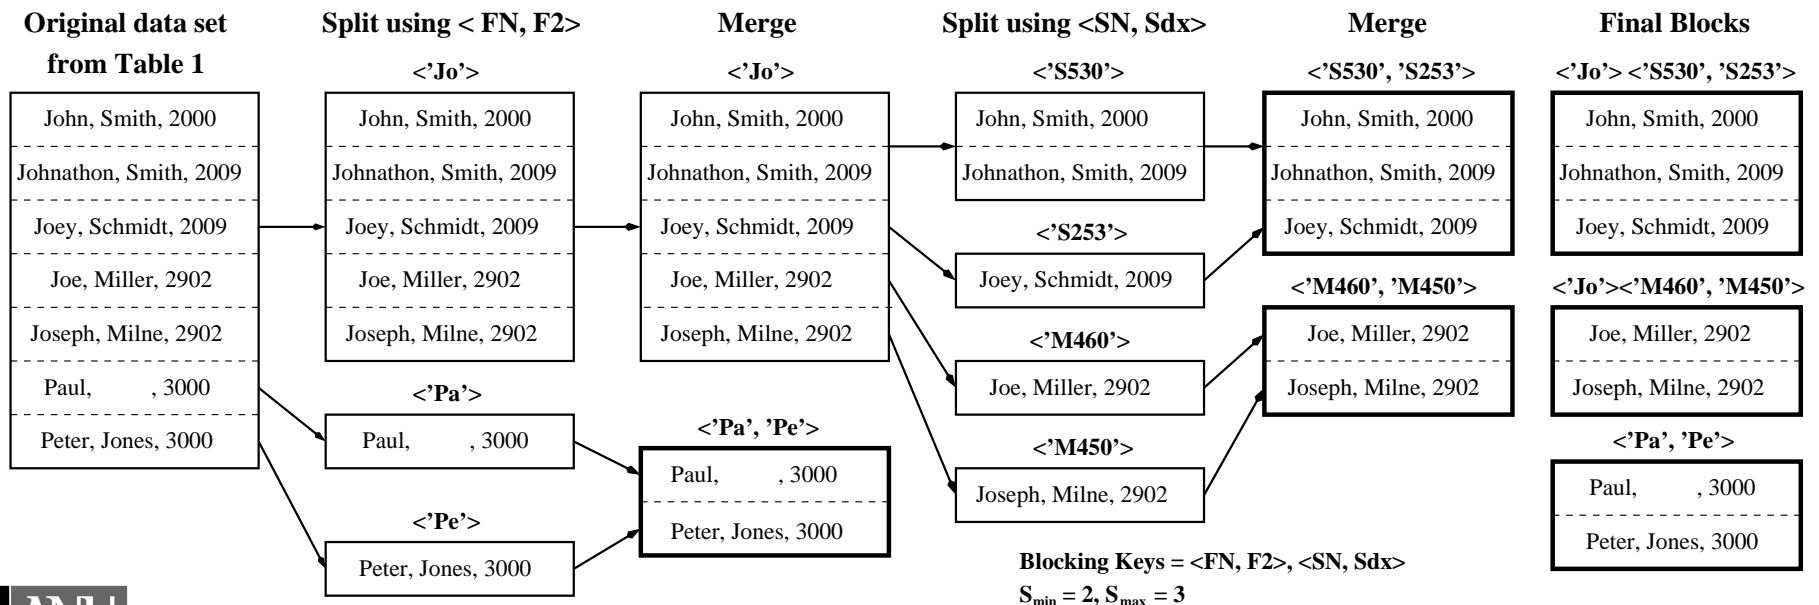 Original data set
from Table 1
John, Smith, 2000
Johnathon, Smith, 2009
Joey, Schmidt, 2009
Joe, Miller, 2902
Joseph, Milne, 2902
Paul, , 3000
Peter, Jones, 3000
Split using < FN, F2>
<'Jo'>
John, Smith, 2000
Johnathon, Smith, 2009
Joey, Schmidt, 2009
Joe, Miller, 2902
Joseph, Milne, 2902
<'Pa'>
Paul, , 3000
<'Pe'>
Peter, Jones, 3000
Merge
<'Jo'>
John, Smith, 2000
Johnathon, Smith, 2009
Joey, Schmidt, 2009
Joe, Miller, 2902
Joseph, Milne, 2902
<'Pa', 'Pe'>
Paul, , 3000
Peter, Jones, 3000
Split using <SN, Sdx>
<'S530'>
John, Smith, 2000
Johnathon, Smith, 2009
<'S253'>
Joey, Schmidt, 2009
<'M460'>
Joe, Miller, 2902
<'M450'>
Joseph, Milne, 2902
Merge
<'S530', 'S253'>
John, Smith, 2000
Johnathon, Smith, 2009
Joey, Schmidt, 2009
<'M460', 'M450'>
Joe, Miller, 2902
Joseph, Milne, 2902
Final Blocks
<'Jo'> <'S530', 'S253'>
John, Smith, 2000
Johnathon, Smith, 2009
Joey, Schmidt, 2009
<'Jo'><'M460', 'M450'>
Joe, Miller, 2902
Joseph, Milne, 2902
<'Pa', 'Pe'>
Paul, , 3000
Peter, Jones, 3000
Blocking Keys = <FN, F2>, <SN, Sdx>
S min = 2, S max = 3